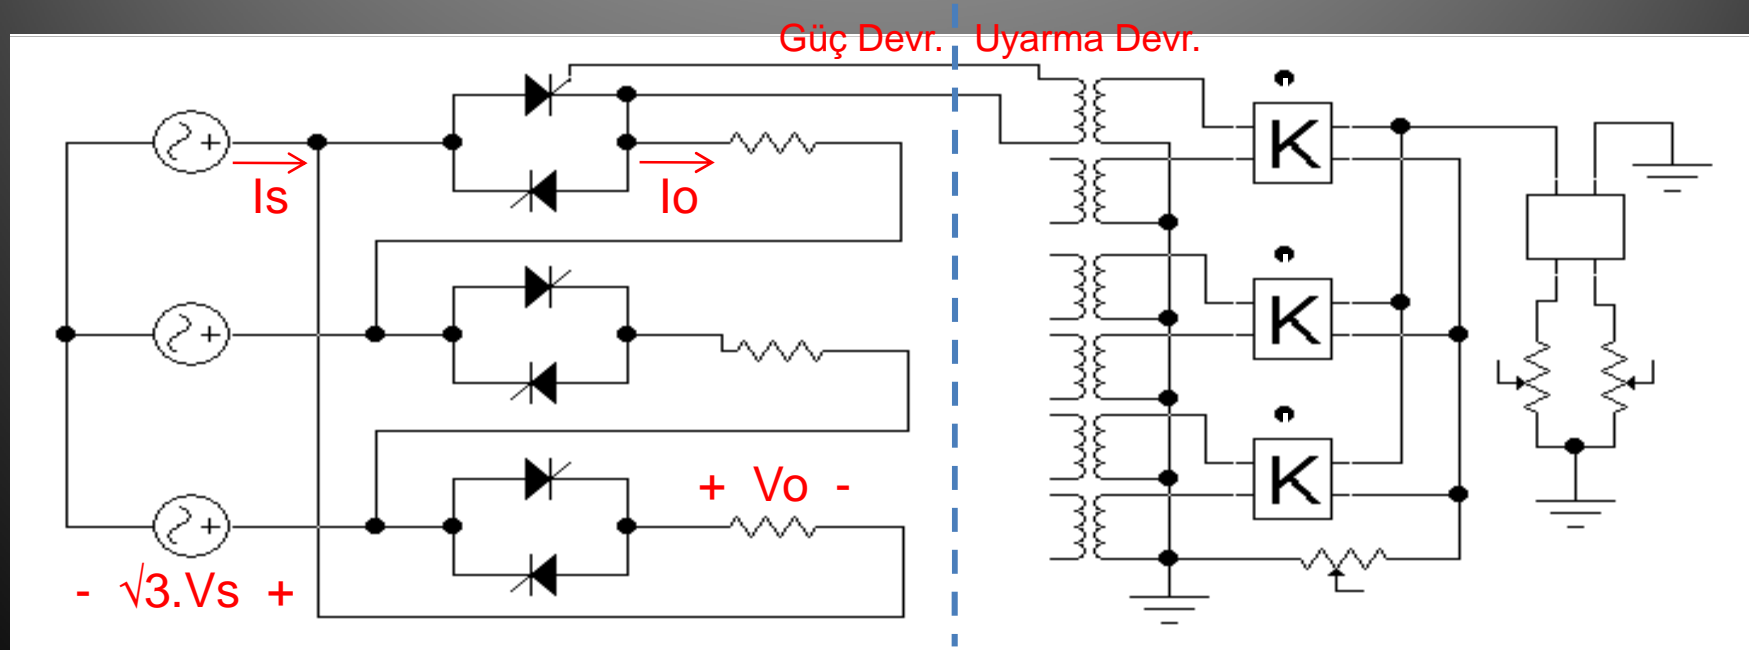 Güç Devr. Uyarma Devr.
K
Is
Io
K
+ Vo -
K
- √3.Vs +